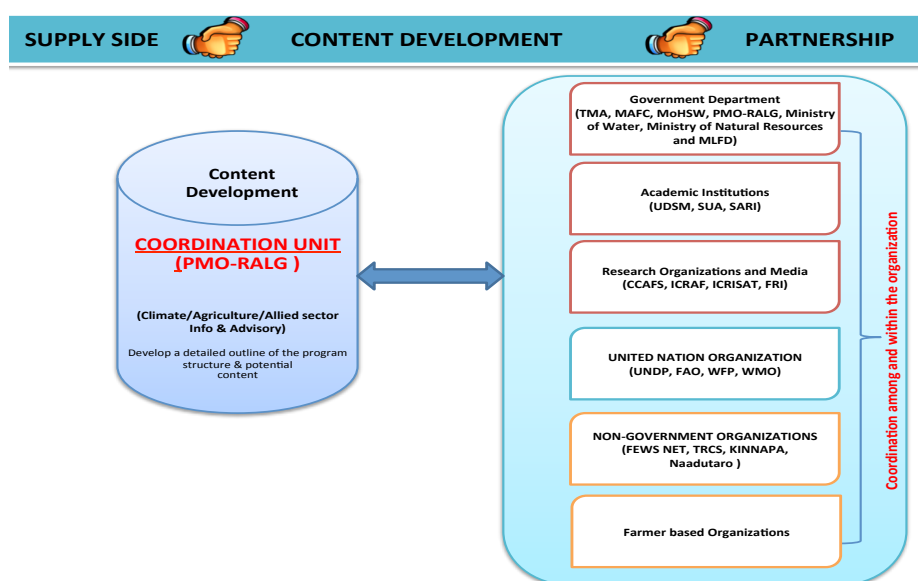 SUPPLY SIDE CONTENT DEVELOPMENT PARTNERSHIP
Content
Development
COORDINATION UNIT
(PMO-RALG )
(Climate/Agriculture/Allied sector
Info & Advisory)
Develop a detailed outline of the program
structure & potential
content
Government Department
(TMA, MAFC, MoHSW, PMO-RALG, Ministry
of Water, Ministry of Natural Resources
and MLFD)
Academic Institutions
(UDSM, SUA, SARI)
Research Organizations and Media
(CCAFS, ICRAF, ICRISAT, FRI)
UNITED NATION ORGANIZATION
(UNDP, FAO, WFP, WMO)
NON-GOVERNMENT ORGANIZATIONS
(FEWS NET, TRCS, KINNAPA,
Naadutaro )
Farmer based Organizations
Coordination among and within the organization